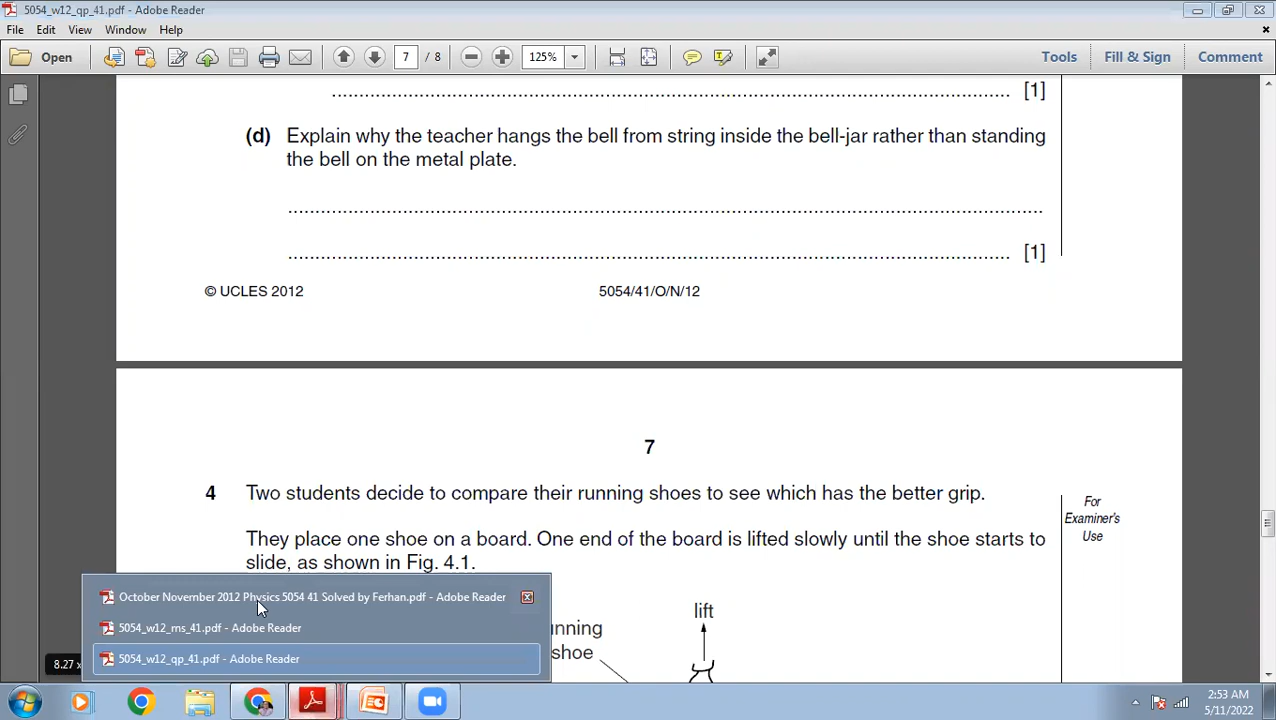 5054_w12_qp_41.pdf - Adobe Reader
File Edit View Window Help
Open 7 / 8 125% Tools Fill & Sign Comment
[1]
(d) Explain why the teacher hangs the bell from string inside the bell-jar rather than standing
the bell on the metal plate.
[1]
© UCLES 2012 5054/41/O/N/12
7
4 Two students decide to compare their running shoes to see which has the better grip.
For
Examiner's
Use
They place one shoe on a board. One end of the board is lifted slowly until the shoe starts to
slide, as shown in Fig. 4.1.
lift
shoe
October November 2012 Physics 5054 41 Solved by Ferhan.pdf - Adobe Reader
5054_w12_ms_41.pdf - Adobe Reader
5054_w12_qp_41.pdf - Adobe Reader
8.27 x
2:53 AM
5/11/2022